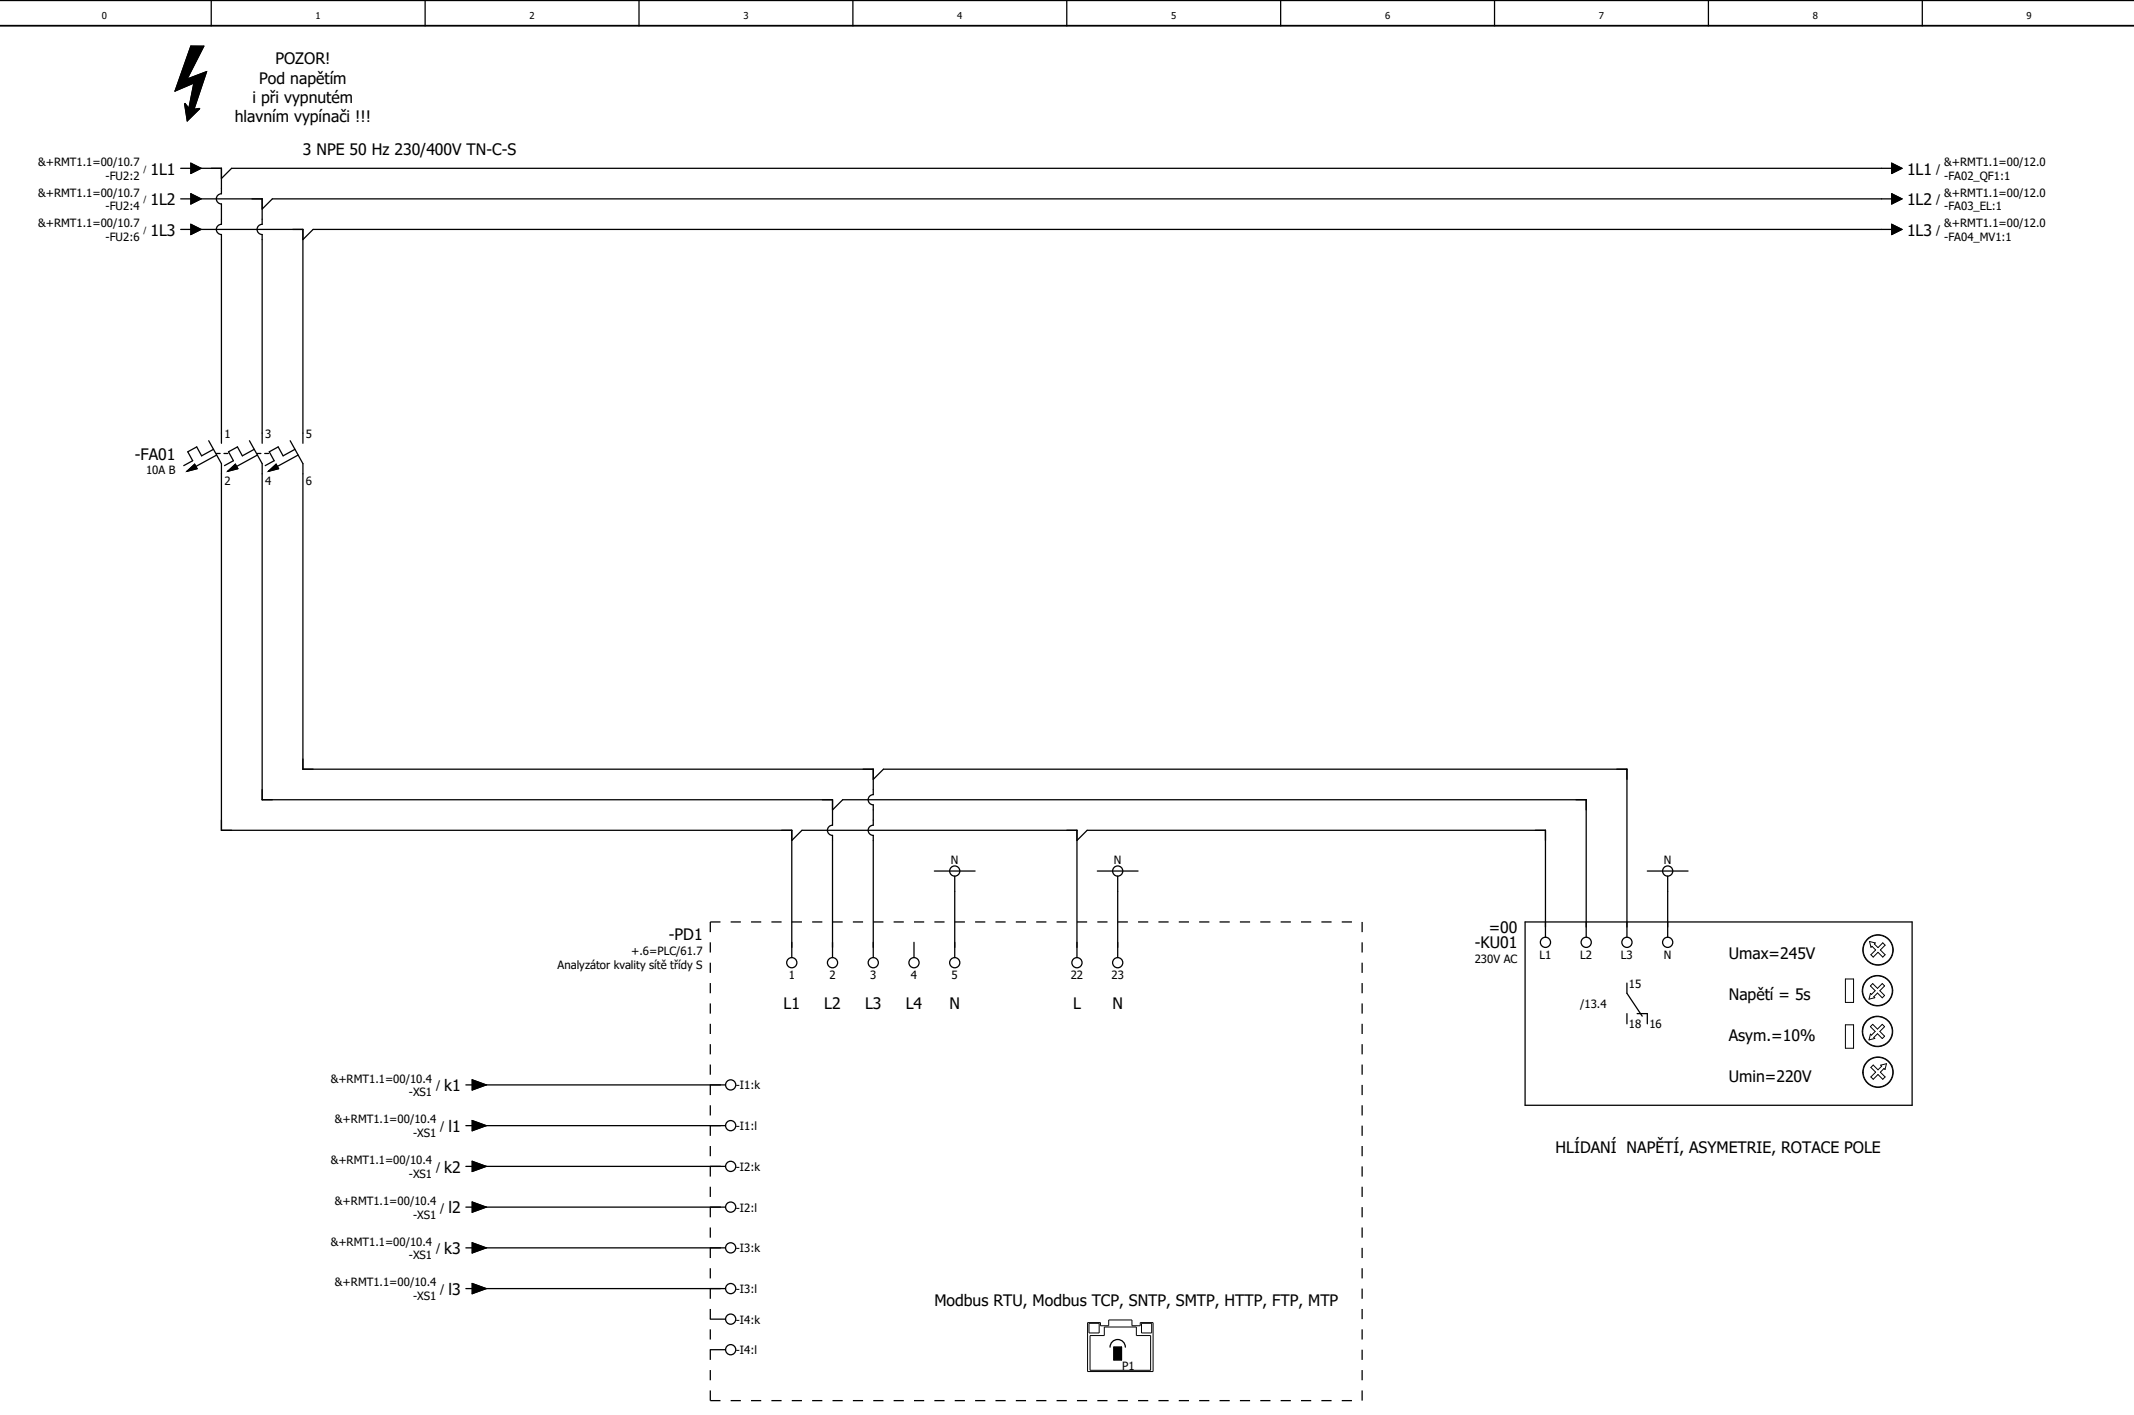 0 1 2 3 4 5 6 7 8 9
POZOR!
Pod napětím
i při vypnutém
hlavním vypínači !!!
3 NPE 50 Hz 230/400V TN-C-S
&+RMT1.1=00/10.7
-FU2:2 / 1L1
&+RMT1.1=00/10.7
-FU2:4 / 1L2
&+RMT1.1=00/10.7
-FU2:6 / 1L3
1L1 / &+RMT1.1=00/12.0
-FA02_QF1:1
1L2 / &+RMT1.1=00/12.0
-FA03_EL:1
1L3 / &+RMT1.1=00/12.0
-FA04_MV1:1
1 3 5
-FA01
10A B
2 4 6
N N N
-PD1
+.6=PLC/61.7
Analyzátor kvality sítě třídy S
1 2 3 4 5 22 23
L1 L2 L3 L4 N L N
=00
-KU01
230V AC
L1 L2 L3 N
15
/13.4
18 16
Umax=245V
Napětí = 5s
Asym.=10%
Umin=220V
HLÍDANÍ NAPĚTÍ, ASYMETRIE, ROTACE POLE
&+RMT1.1=00/10.4
-XS1 / k1
-I1:k
&+RMT1.1=00/10.4
-XS1 / l1
-I1:l
&+RMT1.1=00/10.4
-XS1 / k2
-I2:k
&+RMT1.1=00/10.4
-XS1 / l2
-I2:l
&+RMT1.1=00/10.4
-XS1 / k3
-I3:k
&+RMT1.1=00/10.4
-XS1 / l3
-I3:l
-I4:k
-I4:l
Modbus RTU, Modbus TCP, SNTP, SMTP, HTTP, FTP, MTP
P1